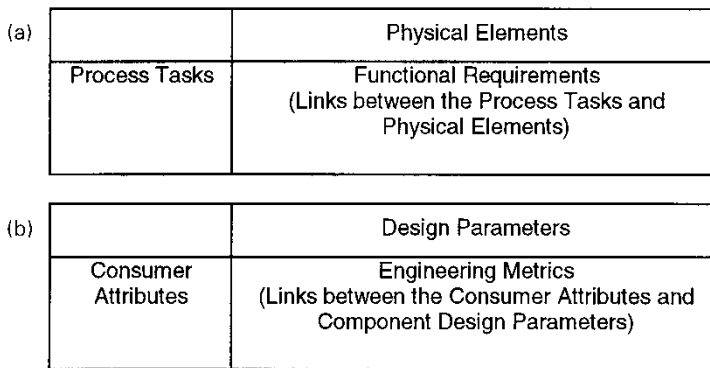 (a)
Physical Elements
Process Tasks
Functional Requirements
(Links between the Process Tasks and
Physical Elements)
(b)
Design Parameters
Consumer
Attributes
Engineering Metrics
(Links between the Consumer Attributes and
Component Design Parameters)